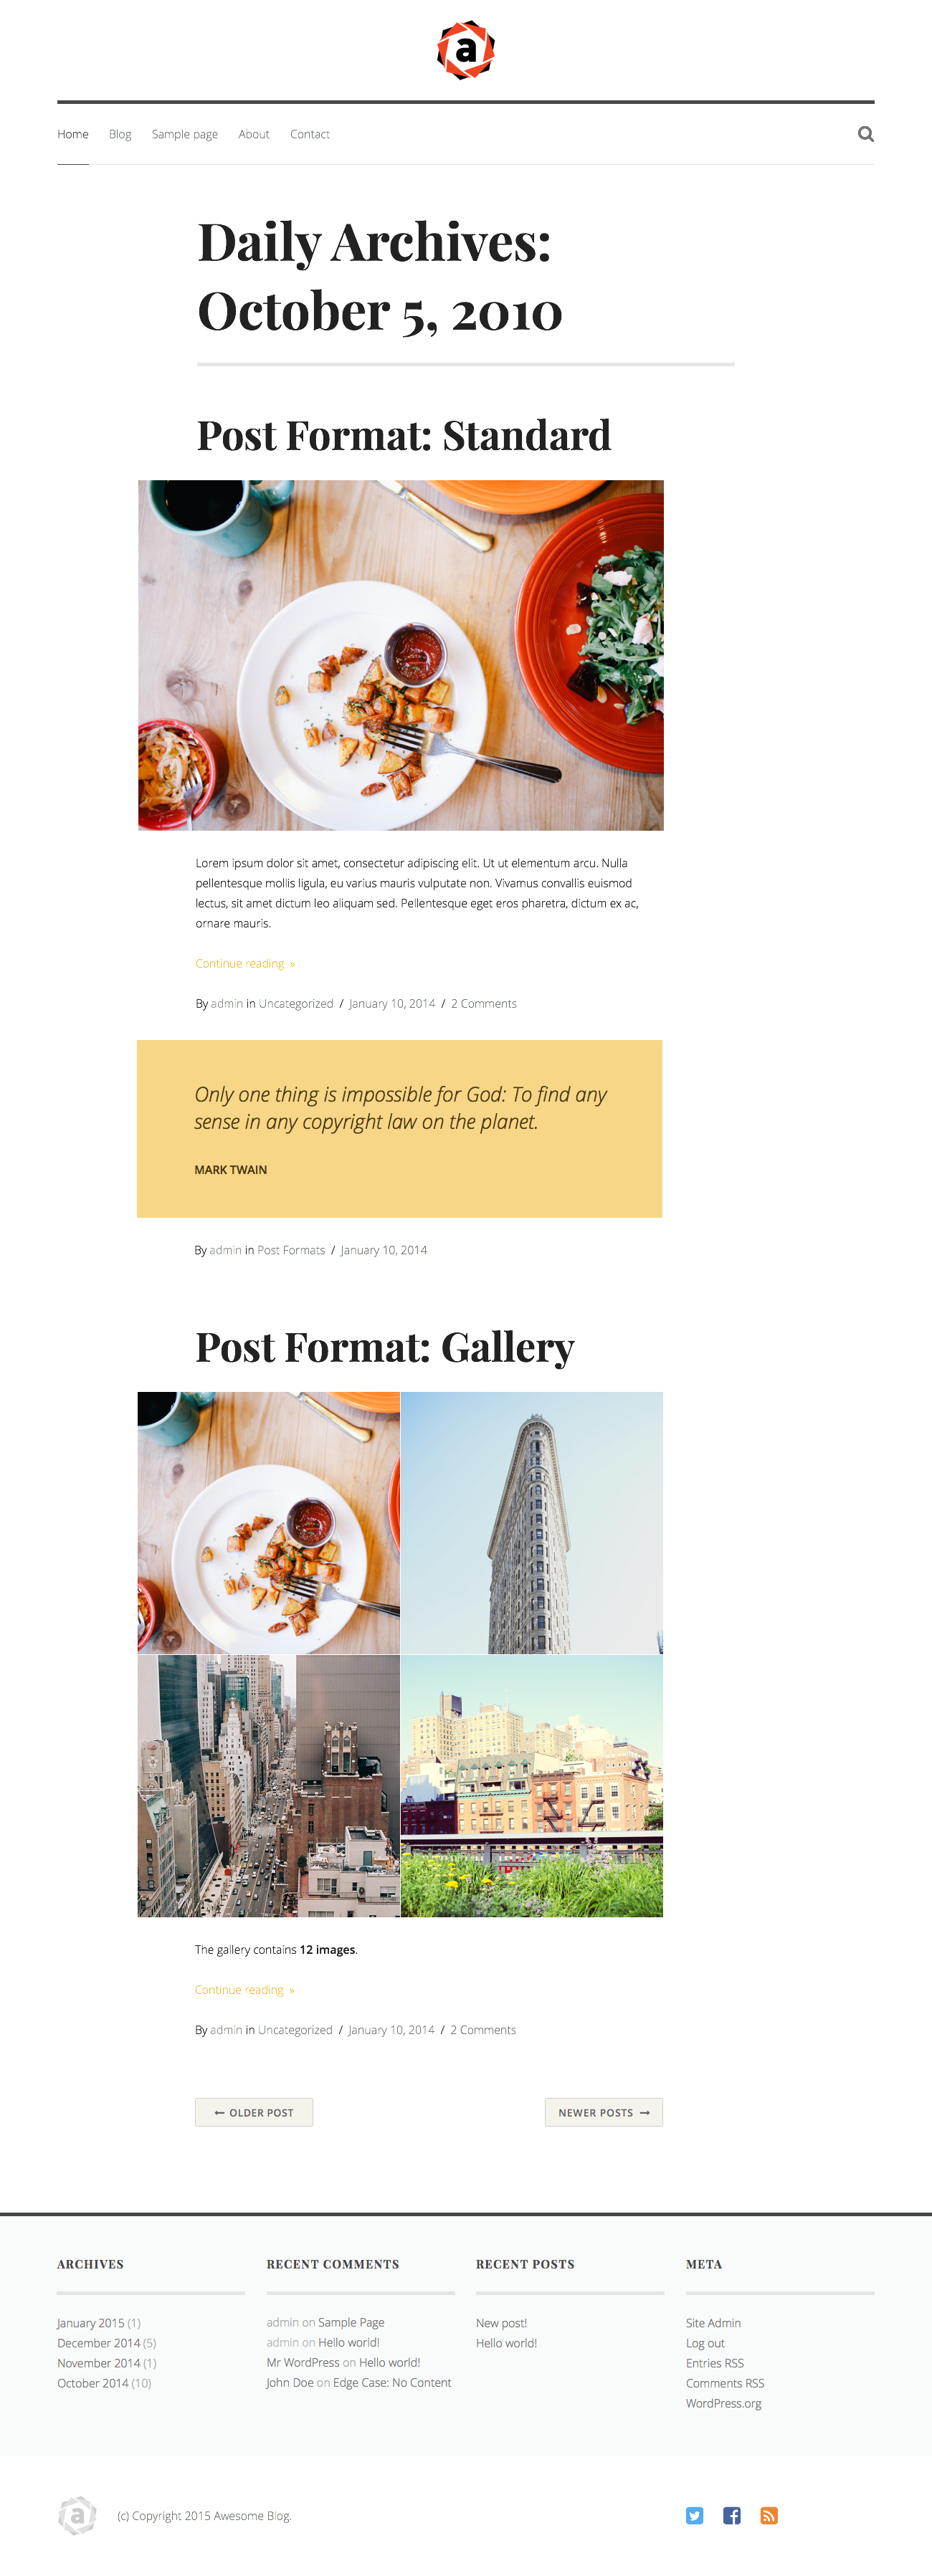 a
Home Blog Sample page About Contact
Daily Archives:
October 5, 2010
Post Format: Standard
Lorem ipsum dolor sit amet, consectetur adipiscing elit. Ut ut elementum arcu. Nulla
pellentesque mollis ligula, eu varius mauris vulputate non. Vivamus convallis euismod
lectus, sit amet dictum leo aliquam sed. Pellentesque eget eros pharetra, dictum ex ac,
ornare mauris.
Continue reading »
By admin in Uncategorized / January 10, 2014 / 2 Comments
Only one thing is impossible for God: To find any
sense in any copyright law on the planet.
MARK TWAIN
By admin in Post Formats / January 10, 2014
Post Format: Gallery
The gallery contains 12 images.
Continue reading »
By admin in Uncategorized / January 10, 2014 / 2 Comments
← OLDER POST NEWER POSTS →
ARCHIVES
January 2015 (1)
December 2014 (5)
November 2014 (1)
October 2014 (10)
RECENT COMMENTS
admin on Sample Page
admin on Hello world!
Mr WordPress on Hello world!
John Doe on Edge Case: No Content
RECENT POSTS
New post!
Hello world!
META
Site Admin
Log out
Entries RSS
Comments RSS
WordPress.org
a
(c) Copyright 2015 Awesome Blog.